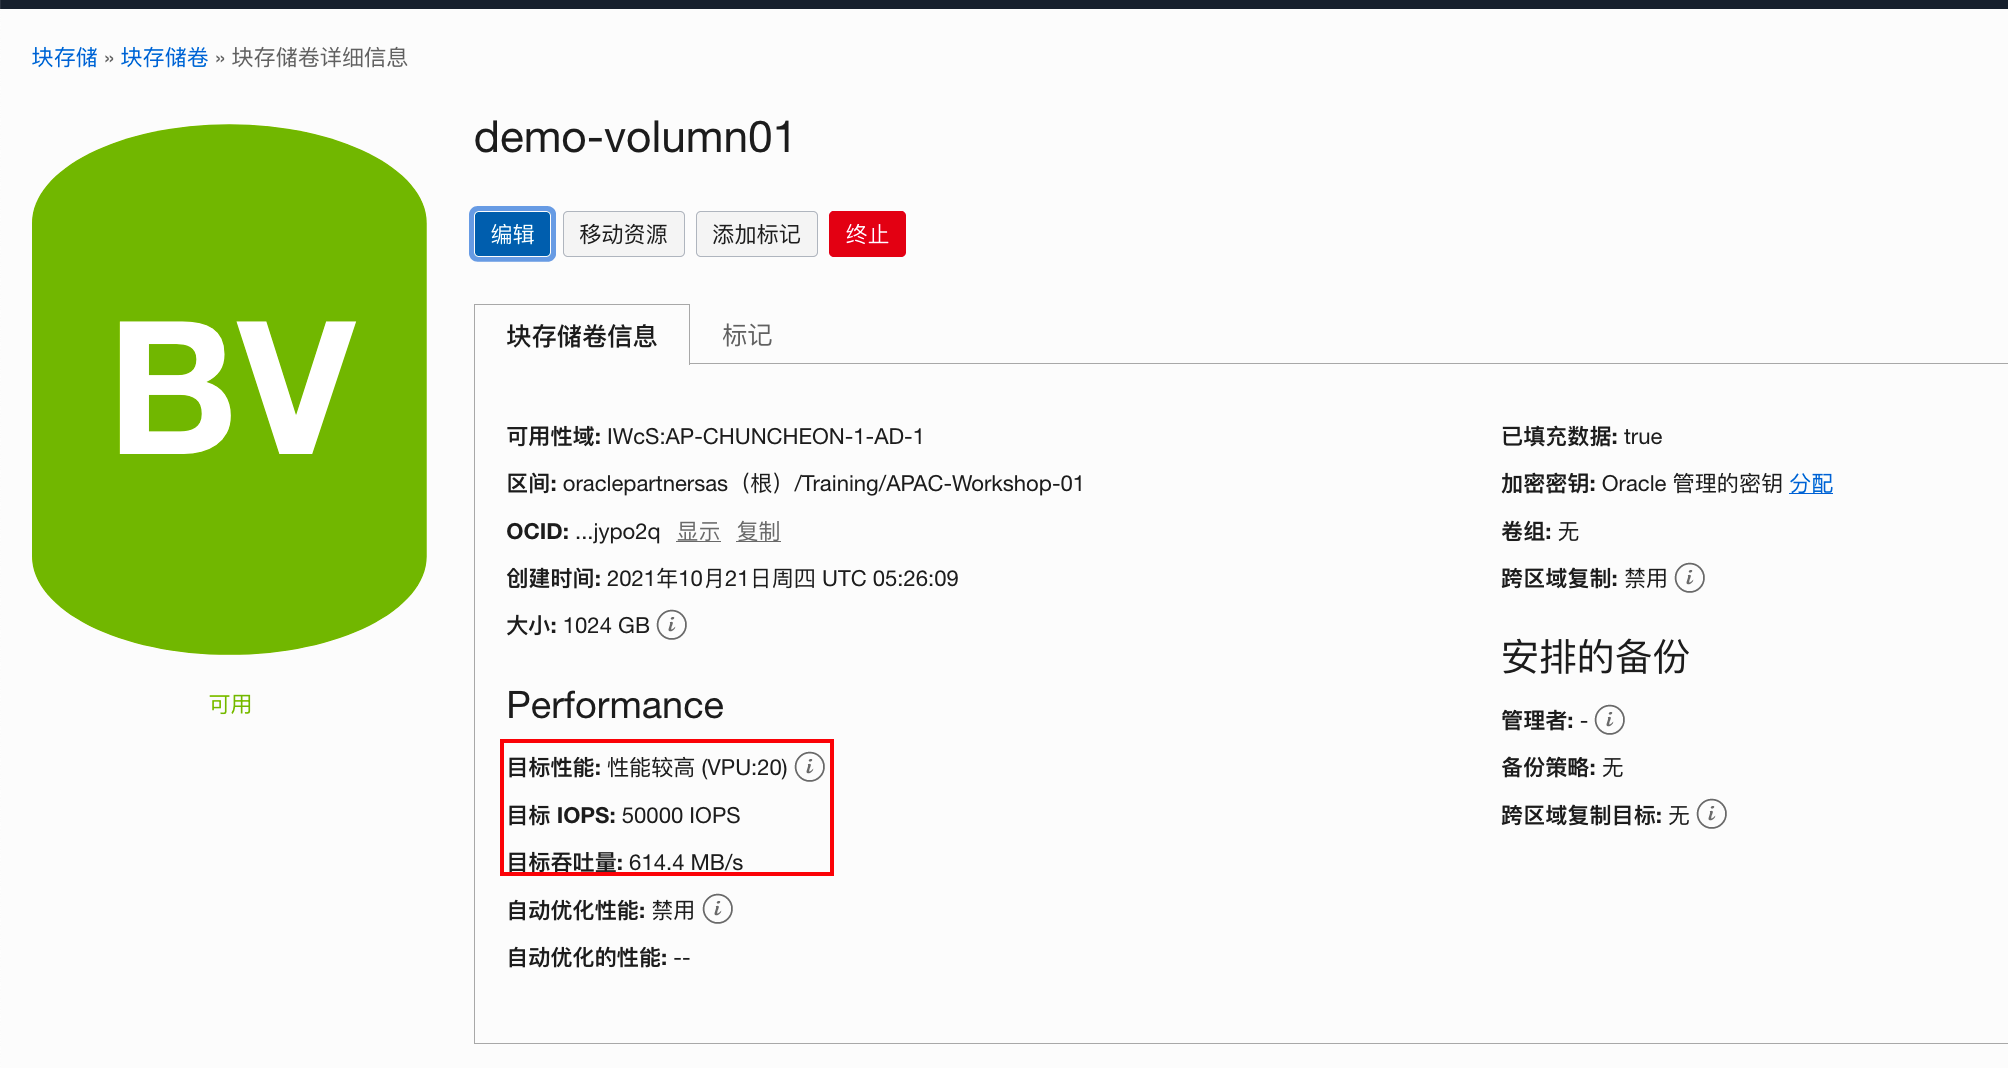 块存储 » 块存储卷 » 块存储卷详细信息
BV
可用
demo-volumn01
编辑 移动资源 添加标记 终止
块存储卷信息 标记
可用性域: IWcS:AP-CHUNCHEON-1-AD-1
区间: oraclepartnersas（根）/Training/APAC-Workshop-01
OCID: ...jypo2q 显示 复制
创建时间: 2021年10月21日周四 UTC 05:26:09
大小: 1024 GB i
Performance
目标性能: 性能较高 (VPU:20) i
目标 IOPS: 50000 IOPS
目标吞吐量: 614.4 MB/s
自动优化性能: 禁用 i
自动优化的性能: --
已填充数据: true
加密密钥: Oracle 管理的密钥 分配
卷组: 无
跨区域复制: 禁用 i
安排的备份
管理者: - i
备份策略: 无
跨区域复制目标: 无 i